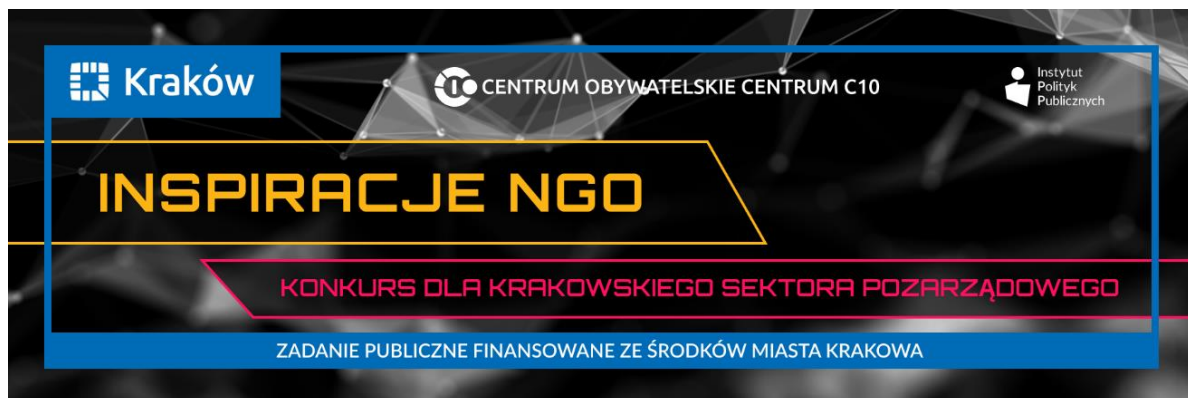 Kraków
CENTRUM OBYWATELSKIE CENTRUM C10
Instytut
Polityk
Publicznych
INSPIRACJE NGO
KONKURS DLA KRAKOWSKIEGO SEKTORA POZARZĄDOWEGO
ZADANIE PUBLICZNE FINANSOWANE ZE ŚRODKÓW MIASTA KRAKOWA